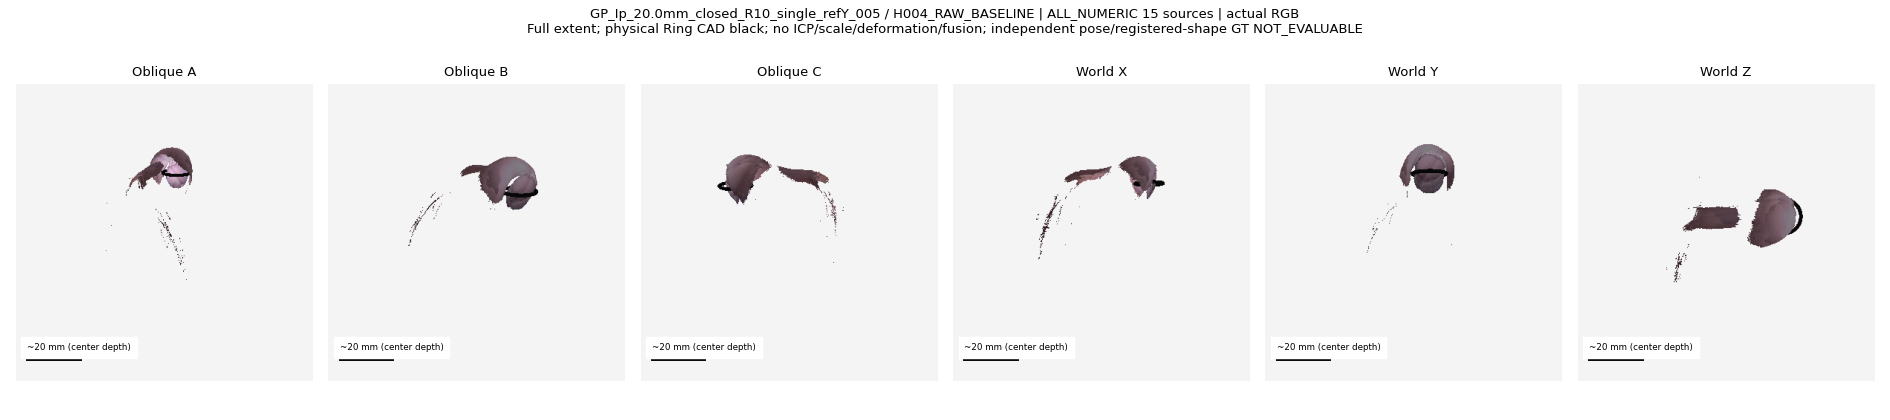 GP_Ip_20.0mm_closed_R10_single_refY_005 / H004_RAW_BASELINE | ALL_NUMERIC 15 sources | actual RGB
Full extent; physical Ring CAD black; no ICP/scale/deformation/fusion; independent pose/registered-shape GT NOT_EVALUABLE
Oblique A
Oblique B
Oblique C
World X
World Y
World Z
~20 mm (center depth)
~20 mm (center depth)
~20 mm (center depth)
~20 mm (center depth)
~20 mm (center depth)
~20 mm (center depth)